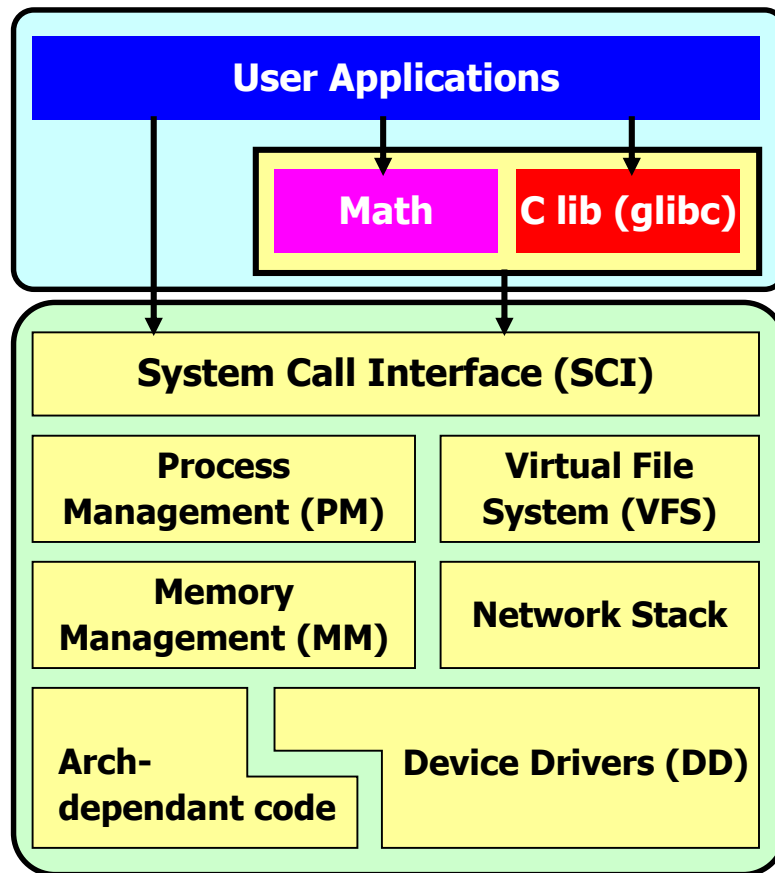 User Applications
Math
C lib (glibc)
System Call Interface (SCI)
Process
Management (PM)
Virtual File
System (VFS)
Memory
Management (MM)
Network Stack
Arch-
dependant code
Device Drivers (DD)